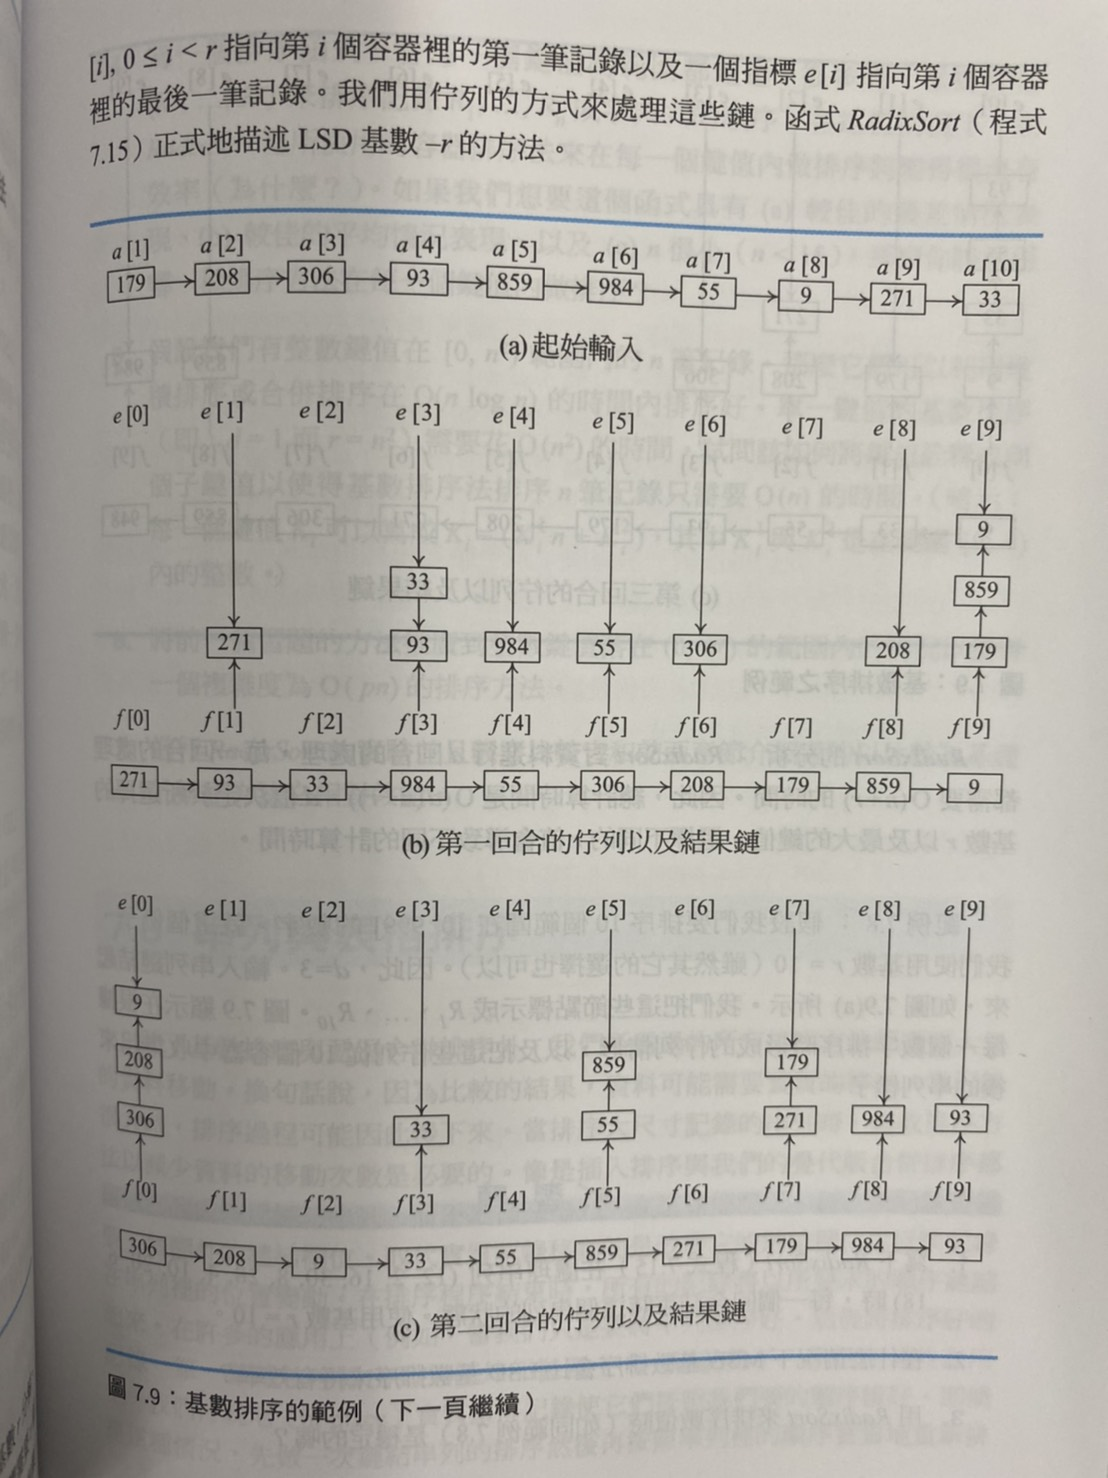 [i], 0 ≤ i < r 指向第 i 個容器裡的第一筆記錄以及一個指標 e[i] 指向第 i 個容器
裡的最後一筆記錄。我們用佇列的方式來處理這些鏈。函式 RadixSort（程式
7.15）正式地描述 LSD 基數 –r 的方法。
a [1] a [2] a [3] a [4] a [5] a [6] a [7] a [8] a [9] a [10]
179 208 306 93 859 984 55 9 271 33
(a) 起始輸入
e [0] e [1] e [2] e [3] e [4] e [5] e [6] e [7] e [8] e [9]
9
33 859
271 93 984 55 306 208 179
f [0] f [1] f [2] f [3] f [4] f [5] f [6] f [7] f [8] f [9]
271 93 33 984 55 306 208 179 859 9
(b) 第一回合的佇列以及結果鏈
e [0] e [1] e [2] e [3] e [4] e [5] e [6] e [7] e [8] e [9]
9
208 859 179
306 33 55 271 984 93
f [0] f [1] f [2] f [3] f [4] f [5] f [6] f [7] f [8] f [9]
306 208 9 33 55 859 271 179 984 93
(c) 第二回合的佇列以及結果鏈
圖 7.9：基數排序的範例（下一頁繼續）